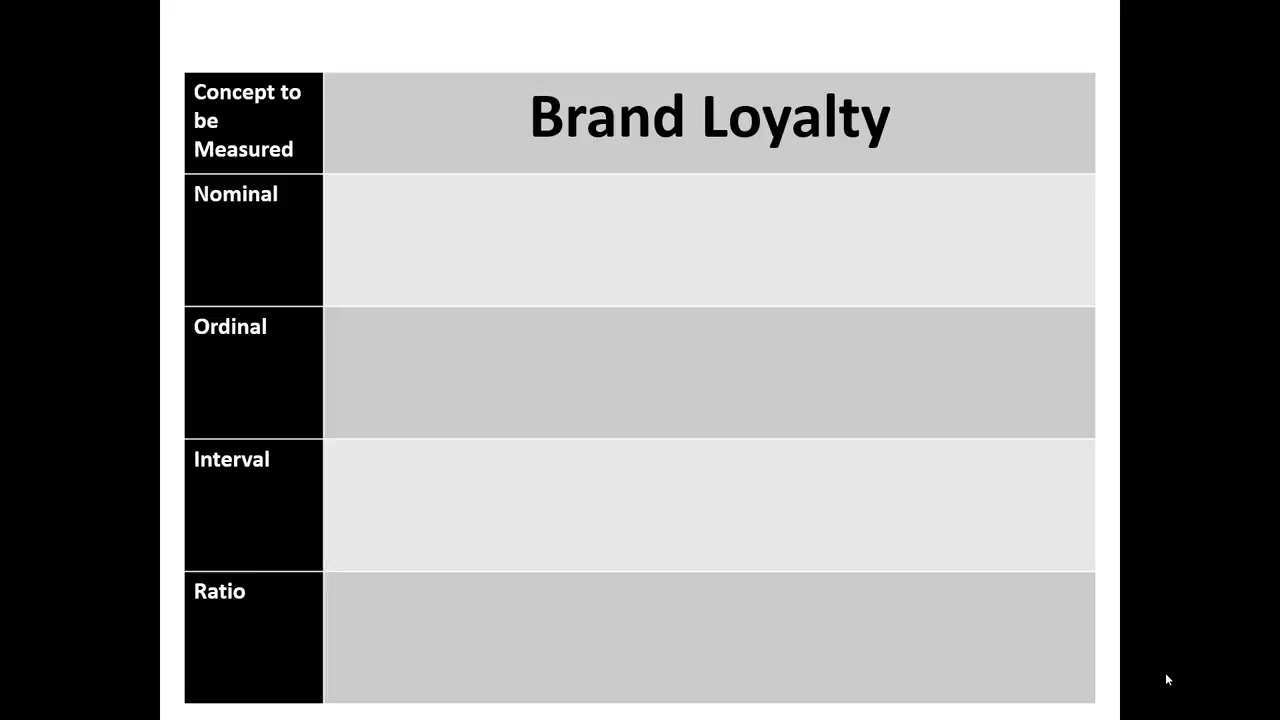 Concept to
be
Measured
Brand Loyalty
Nominal
Ordinal
Interval
Ratio